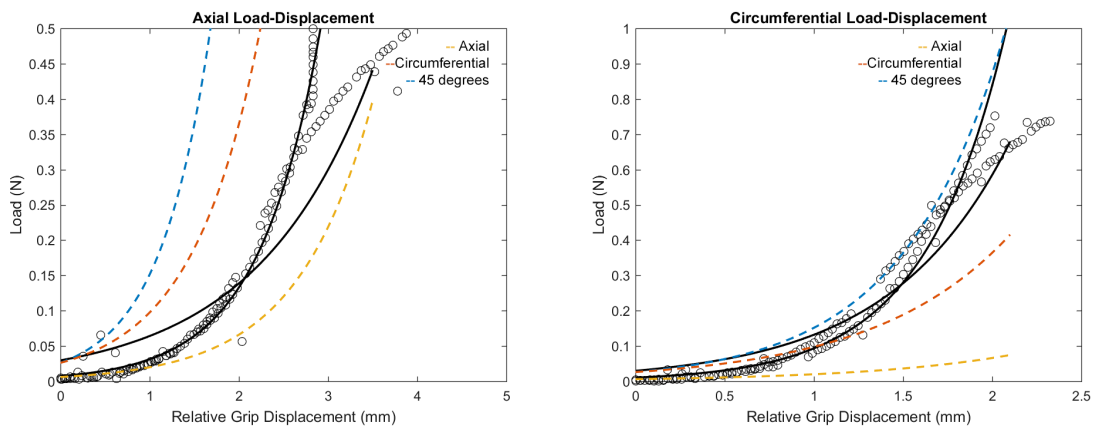 Axial Load-Displacement
0.5
0.45
0.4
0.35
0.3
0.25
0.2
0.15
0.1
0.05
0
Load (N)
Axial
Circumferential
45 degrees
0 1 2 3 4 5
Relative Grip Displacement (mm)
Circumferential Load-Displacement
1
0.9
0.8
0.7
0.6
0.5
0.4
0.3
0.2
0.1
0
Load (N)
Axial
Circumferential
45 degrees
0 0.5 1 1.5 2 2.5
Relative Grip Displacement (mm)